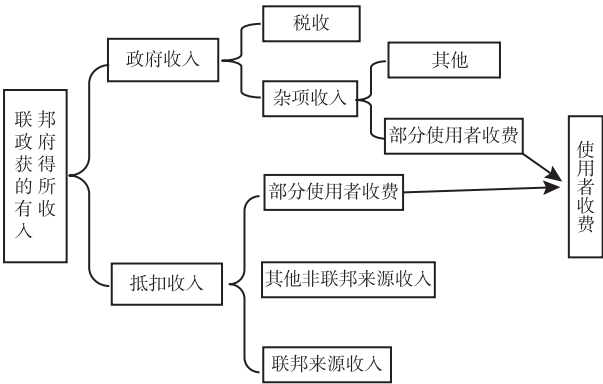 税收
政府收入
其他
杂项收入
部分使用者收费
联邦
政府
获得
的所
有收
入
使用者收费
部分使用者收费
其他非联邦来源收入
抵扣收入
联邦来源收入